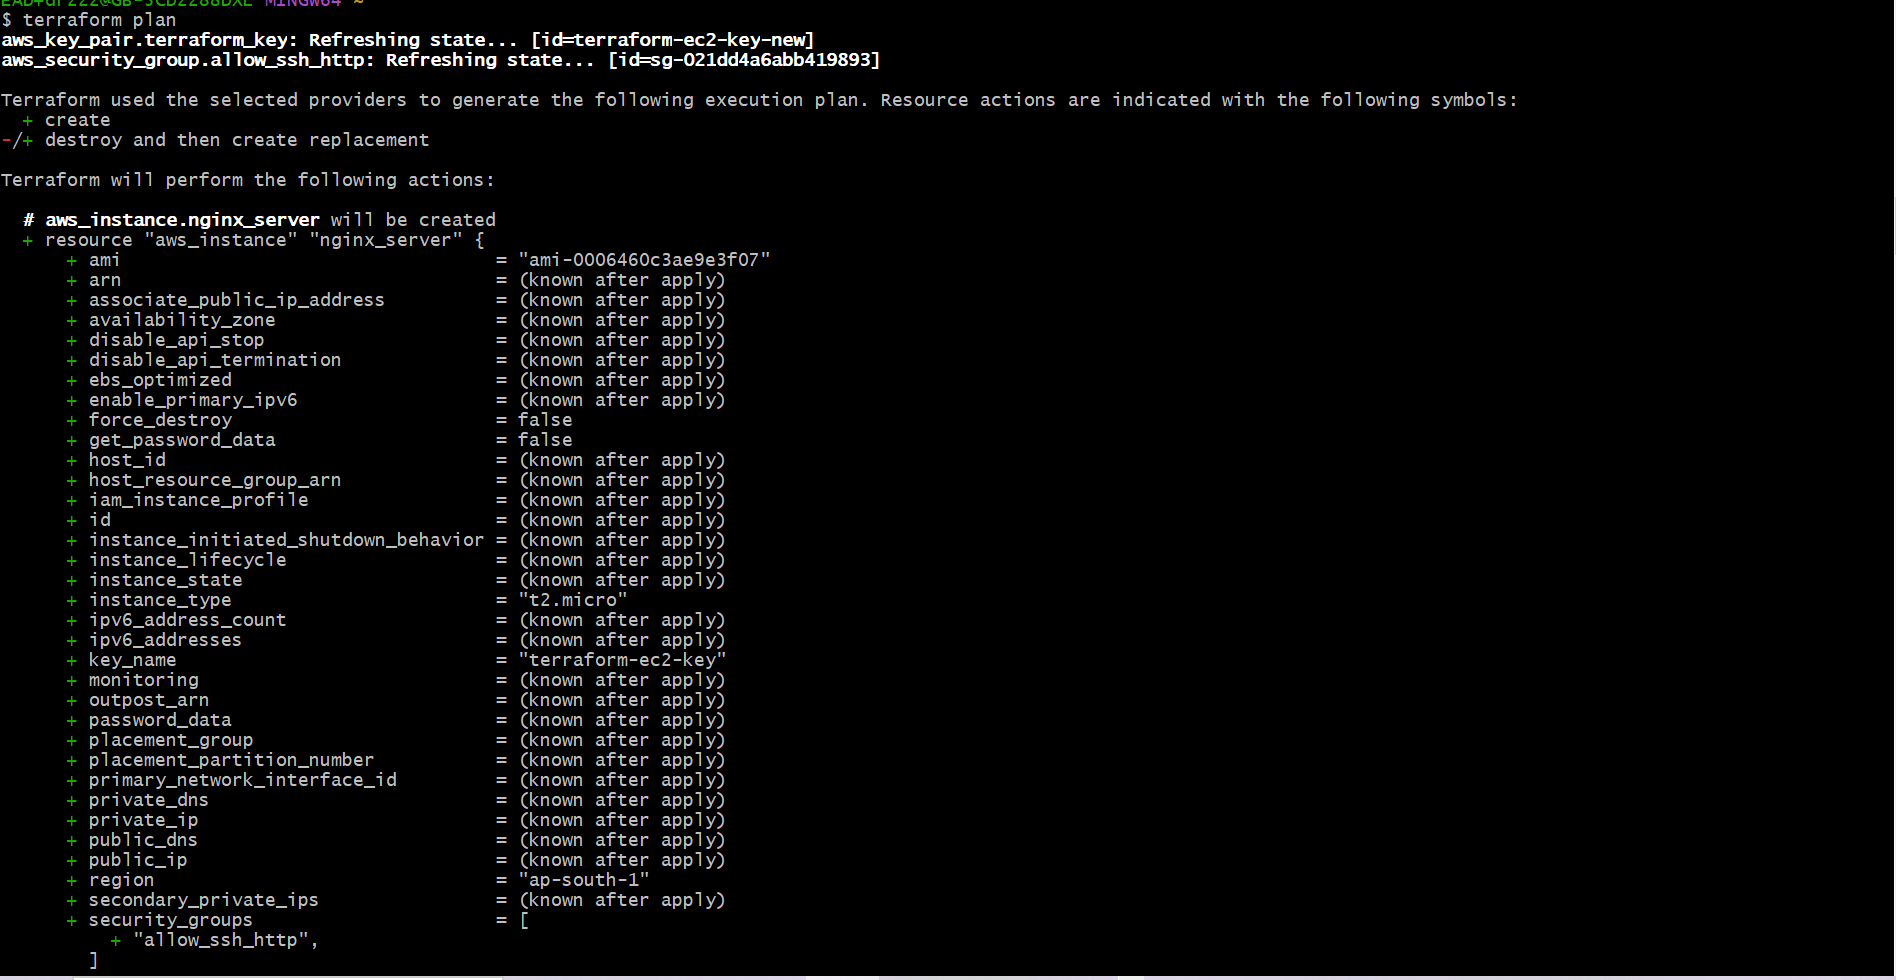 $ terraform plan
aws_key_pair.terraform_key: Refreshing state... [id=terraform-ec2-key-new]
aws_security_group.allow_ssh_http: Refreshing state... [id=sg-021dd4a6abb419893]
Terraform used the selected providers to generate the following execution plan. Resource actions are indicated with the following symbols:
+ create
-/+ destroy and then create replacement
Terraform will perform the following actions:
# aws_instance.nginx_server will be created
+ resource "aws_instance" "nginx_server" {
+ ami = "ami-0006460c3ae9e3f07"
+ arn = (known after apply)
+ associate_public_ip_address = (known after apply)
+ availability_zone = (known after apply)
+ disable_api_stop = (known after apply)
+ disable_api_termination = (known after apply)
+ ebs_optimized = (known after apply)
+ enable_primary_ipv6 = (known after apply)
+ force_destroy = false
+ get_password_data = false
+ host_id = (known after apply)
+ host_resource_group_arn = (known after apply)
+ iam_instance_profile = (known after apply)
+ id = (known after apply)
+ instance_initiated_shutdown_behavior = (known after apply)
+ instance_lifecycle = (known after apply)
+ instance_state = (known after apply)
+ instance_type = "t2.micro"
+ ipv6_address_count = (known after apply)
+ ipv6_addresses = (known after apply)
+ key_name = "terraform-ec2-key"
+ monitoring = (known after apply)
+ outpost_arn = (known after apply)
+ password_data = (known after apply)
+ placement_group = (known after apply)
+ placement_partition_number = (known after apply)
+ primary_network_interface_id = (known after apply)
+ private_dns = (known after apply)
+ private_ip = (known after apply)
+ public_dns = (known after apply)
+ public_ip = (known after apply)
+ region = "ap-south-1"
+ secondary_private_ips = (known after apply)
+ security_groups = [
+ "allow_ssh_http",
]